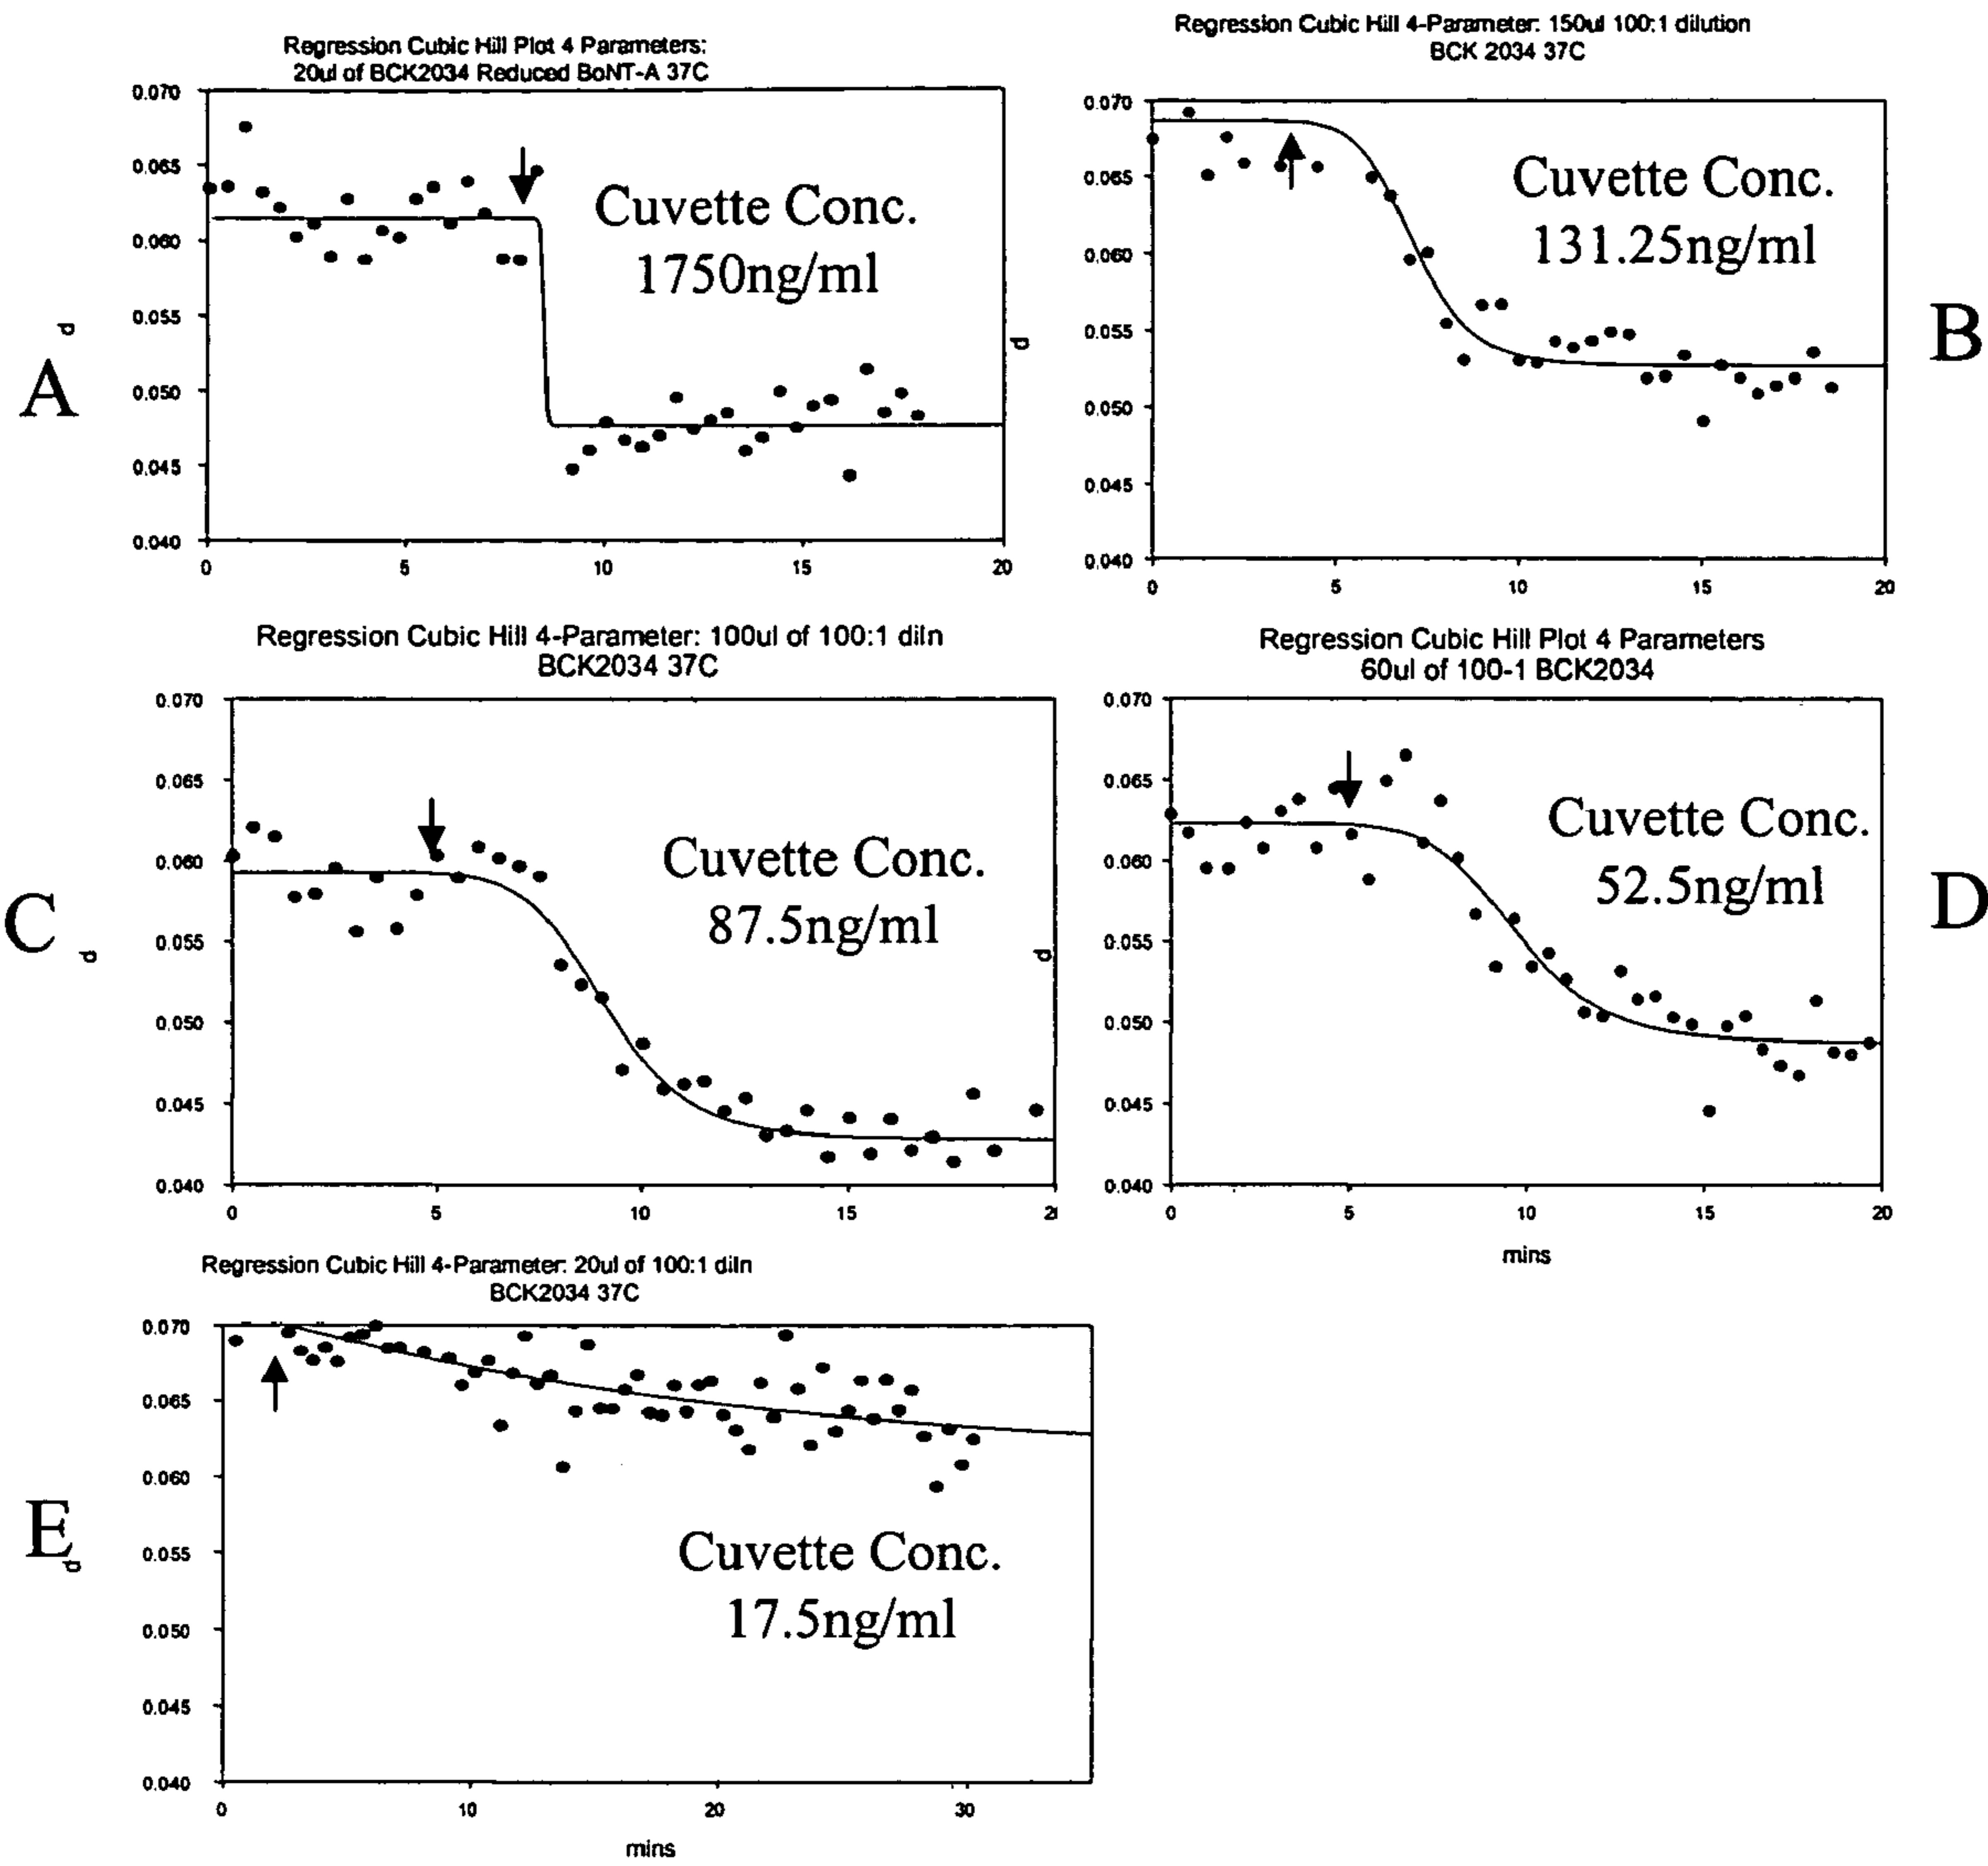 Regression Cubic Hill Plot 4 Parameters:
20ul of BCK2034 Reduced BoNT-A 37C
0.070
0.065
0.060
0.055
0.050
0.045
0.040
0
5
10
15
20
p
A
Cuvette Conc.
1750ng/ml
Regression Cubic Hill 4-Parameter: 150ul 100:1 dilution
BCK 2034 37C
0.070
0.065
0.060
0.055
0.050
0.045
0.040
0
5
10
15
20
p
B
Cuvette Conc.
131.25ng/ml
Regression Cubic Hill 4-Parameter: 100ul of 100:1 diln
BCK2034 37C
0.070
0.065
0.060
0.055
0.050
0.045
0.040
0
5
10
15
2
C
p
Cuvette Conc.
87.5ng/ml
Regression Cubic Hill Plot 4 Parameters
60ul of 100-1 BCK2034
0.070
0.065
0.060
0.055
0.050
0.045
0.040
0
5
10
15
20
mins
p
D
Cuvette Conc.
52.5ng/ml
Regression Cubic Hill 4-Parameter: 20ul of 100:1 diln
BCK2034 37C
0.070
0.065
0.060
0.055
0.050
0.045
0.040
0
10
20
30
mins
E
p
Cuvette Conc.
17.5ng/ml